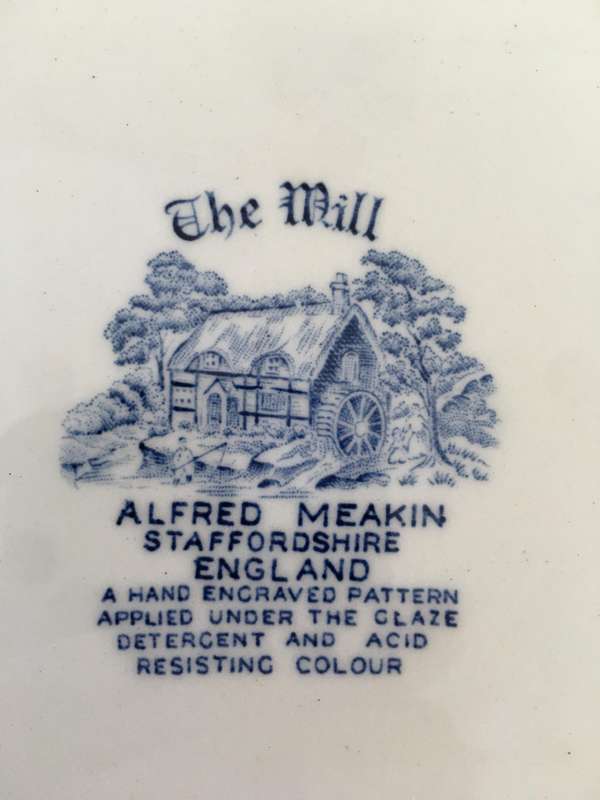 The Mill
ALFRED MEAKIN
STAFFORDSHIRE
ENGLAND
A HAND ENGRAVED PATTERN
APPLIED UNDER THE GLAZE
DETERGENT AND ACID
RESISTING COLOUR